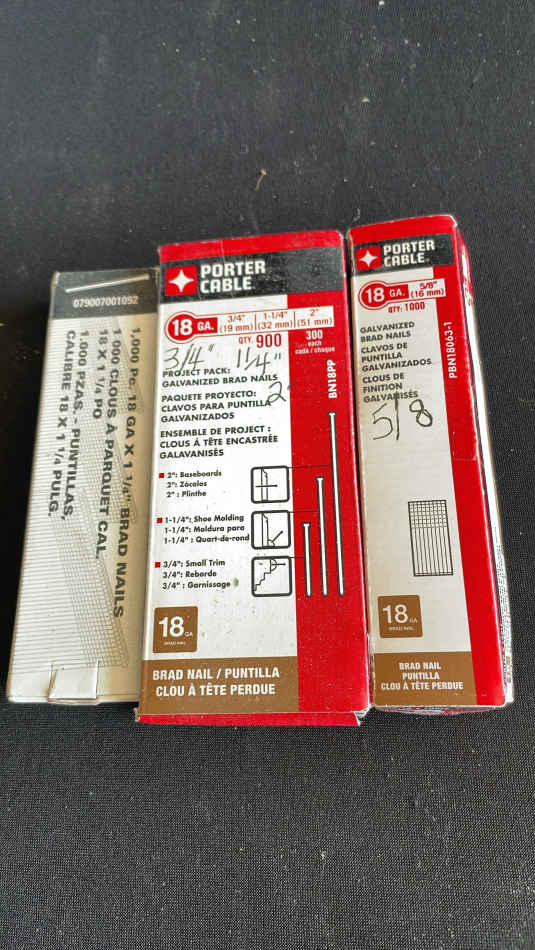 079007001092
1,000 Pc. 18 GA X 1 1/4" BRAD NAILS
1 000 CLOUS À PARQUET CAL.
18 X 1 1/4 PO
1,000 PZAS. - PUNTILLAS,
CALIBRE 18 X 1 1/4 PULG.
PORTER
CABLE
18 GA.
3/4"
(19 mm)
1-1/4"
(32 mm)
2"
(51 mm)
QTY. 900
300
each
cada / chaque
3/4" 1 1/4"
2"
PROJECT PACK:
GALVANIZED BRAD NAILS
PAQUETE PROYECTO:
CLAVOS PARA PUNTILLA
GALVANIZADOS
ENSEMBLE DE PROJET :
CLOUS À TÊTE ENCASTRÉE
GALVANISÉS
BN18PP
2": Baseboards
2": Zócalos
2" : Plinthe
1-1/4": Shoe Molding
1-1/4": Moldura para
1-1/4" : Quart-de-rond
3/4": Small Trim
3/4": Reborde
3/4" : Garnissage
18 GA
BRAD NAIL
BRAD NAIL / PUNTILLA
CLOU À TÊTE PERDUE
PORTER
CABLE
18 GA.
5/8"
(16 mm)
QTY: 1000
GALVANIZED
BRAD NAILS
CLAVOS DE
PUNTILLA
GALVANIZADOS
CLOUS DE
FINITION
GALVANISÉS
PBN18063-1
5/8
18 GA
BRAD NAIL
BRAD NAIL
PUNTILLA
CLOU À TÊTE PERDUE